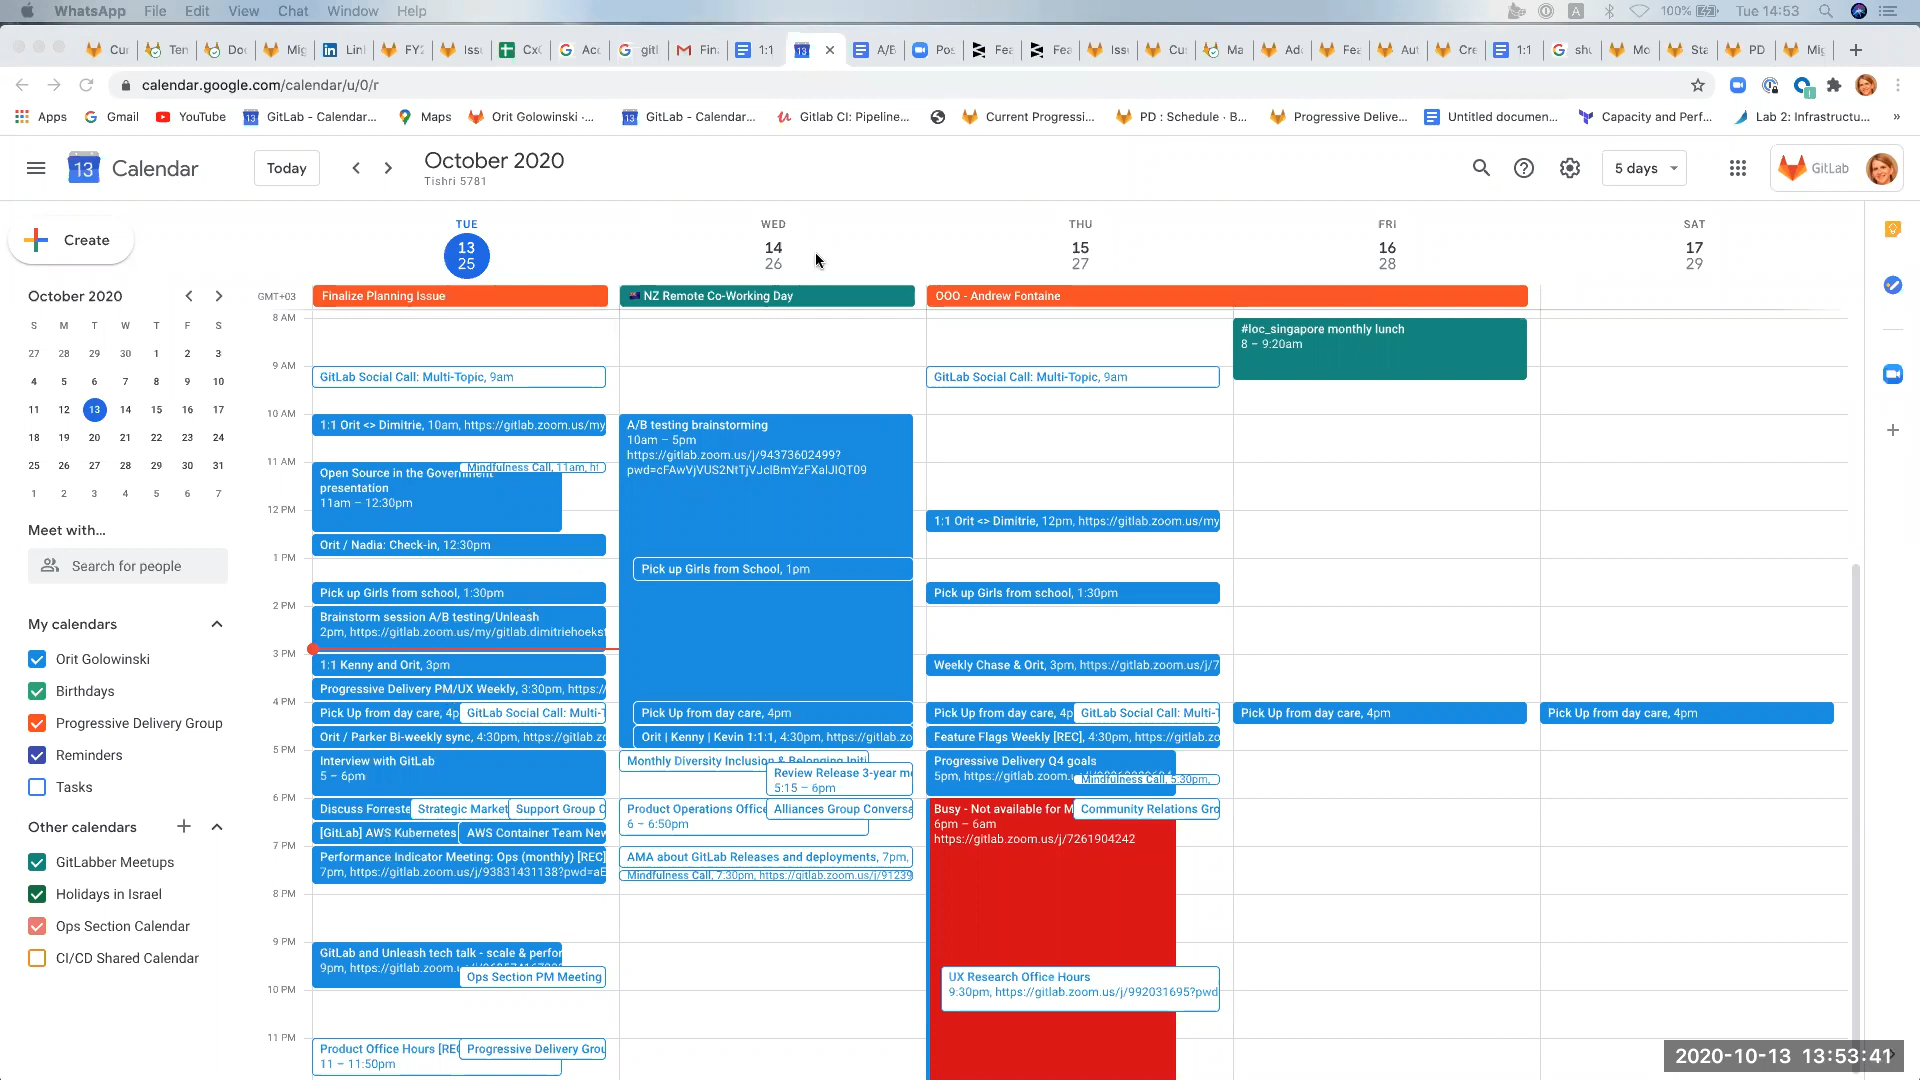 WhatsApp File Edit View Chat Window Help
100% Tue 14:53
1:1
A/B
1:1
calendar.google.com/calendar/u/0/r
Apps Gmail YouTube GitLab - Calendar... Maps Orit Golowinski ·... GitLab - Calendar... Gitlab CI: Pipeline... Current Progressi... PD : Schedule · B... Progressive Delive... Untitled documen... Capacity and Perf... Lab 2: Infrastructu... »
13 Calendar
Today
October 2020
Tishri 5781
5 days
GitLab
Create
TUE
13
25
WED
14
26
THU
15
27
FRI
16
28
SAT
17
29
GMT+03
Finalize Planning Issue
NZ Remote Co-Working Day
OOO - Andrew Fontaine
October 2020
S M T W T F S
27 28 29 30 1 2 3
4 5 6 7 8 9 10
11 12 13 14 15 16 17
18 19 20 21 22 23 24
25 26 27 28 29 30 31
1 2 3 4 5 6 7
Meet with...
Search for people
My calendars
Orit Golowinski
Birthdays
Progressive Delivery Group
Reminders
Tasks
Other calendars
GitLabber Meetups
Holidays in Israel
Ops Section Calendar
CI/CD Shared Calendar
8 AM
9 AM
10 AM
11 AM
12 PM
1 PM
2 PM
3 PM
4 PM
5 PM
6 PM
7 PM
8 PM
9 PM
10 PM
11 PM
GitLab Social Call: Multi-Topic, 9am
1:1 Orit <> Dimitrie, 10am, https://gitlab.zoom.us/my
Mindfulness Call, 11am, ht
Open Source in the Government
presentation
11am – 12:30pm
Orit / Nadia: Check-in, 12:30pm
Pick up Girls from school, 1:30pm
Brainstorm session A/B testing/Unleash
2pm, https://gitlab.zoom.us/my/gitlab.dimitriehoekst
1:1 Kenny and Orit, 3pm
Progressive Delivery PM/UX Weekly, 3:30pm, https:/
Pick Up from day care, 4p
GitLab Social Call: Multi-T
Orit / Parker Bi-weekly sync, 4:30pm, https://gitlab.zo
Interview with GitLab
5 – 6pm
Discuss Forreste
Strategic Market
Support Group C
[GitLab] AWS Kubernetes
AWS Container Team New
Performance Indicator Meeting: Ops (monthly) [REC]
7pm, https://gitlab.zoom.us/j/93831431138?pwd=aE
GitLab and Unleash tech talk - scale & perfor
9pm, https://gitlab.zoom.
Ops Section PM Meeting
Product Office Hours [REC
11 – 11:50pm
Progressive Delivery Grou
A/B testing brainstorming
10am – 5pm
https://gitlab.zoom.us/j/94373602499?
pwd=cFAwVjVUS2NtTjVJclBmYzFXalJIQT09
Pick up Girls from School, 1pm
Pick Up from day care, 4pm
Orit | Kenny | Kevin 1:1:1, 4:30pm, https://gitlab.zo
Monthly Diversity Inclusion & Belonging Initi
Review Release 3-year mo
5:15 – 6pm
Product Operations Office
6 – 6:50pm
Alliances Group Conversa
AMA about GitLab Releases and deployments, 7pm,
Mindfulness Call, 7:30pm, https://gitlab.zoom.us/j/91239
GitLab Social Call: Multi-Topic, 9am
1:1 Orit <> Dimitrie, 12pm, https://gitlab.zoom.us/my
Pick up Girls from school, 1:30pm
Weekly Chase & Orit, 3pm, https://gitlab.zoom.us/j/7
Pick Up from day care, 4p
GitLab Social Call: Multi-T
Feature Flags Weekly [REC], 4:30pm, https://gitlab.zo
Progressive Delivery Q4 goals
5pm, https://gitlab.zoom.
Mindfulness Call, 5:30pm,
Busy - Not available for M
6pm – 6am
https://gitlab.zoom.us/j/7261904242
Community Relations Gro
UX Research Office Hours
9:30pm, https://gitlab.zoom.us/j/992031695?pwd
#loc_singapore monthly lunch
8 – 9:20am
Pick Up from day care, 4pm
Pick Up from day care, 4pm
2020-10-13 13:53:41